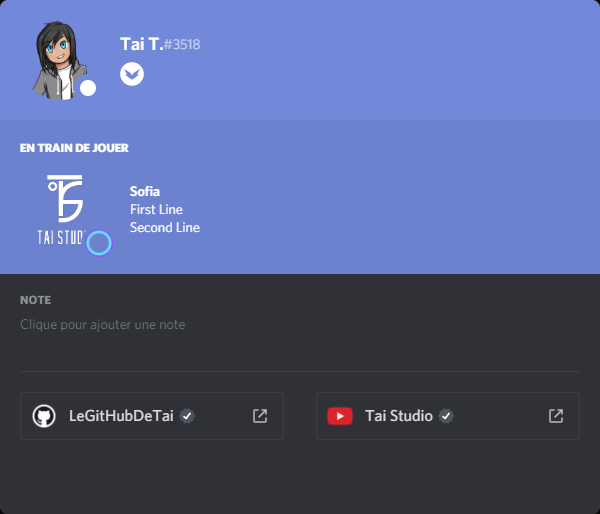 Tai T.#3518
EN TRAIN DE JOUER
Sofia
First Line
Second Line
TAI STUD
NOTE
Clique pour ajouter une note
LeGitHubDeTai
Tai Studio